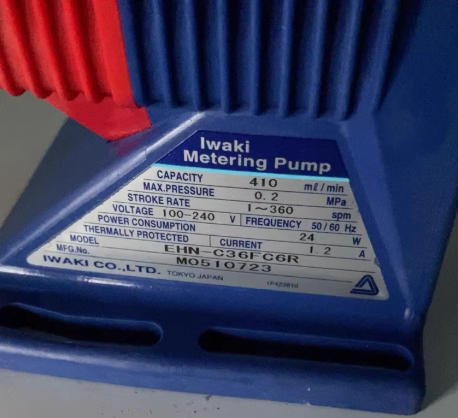 Iwaki
Metering Pump
CAPACITY 410 mℓ/min
MAX.PRESSURE 0.2 MPa
STROKE RATE 1~360 spm
VOLTAGE 100-240 V FREQUENCY 50/60 Hz
POWER CONSUMPTION 24 W
THERMALLY PROTECTED CURRENT 1.2 A
MODEL EHN-C36FC6R
MFG.No. MO510723
IWAKI CO.,LTD. TOKYO JAPAN